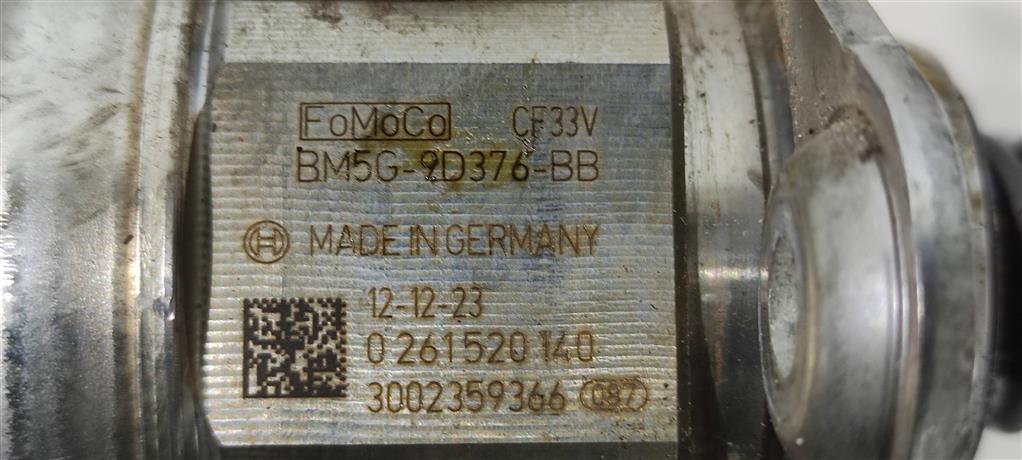 FoMoCo CF33V
BM5G-9D376-BB
MADE IN GERMANY
12-12-23
0 261 520 140
3002359366 087